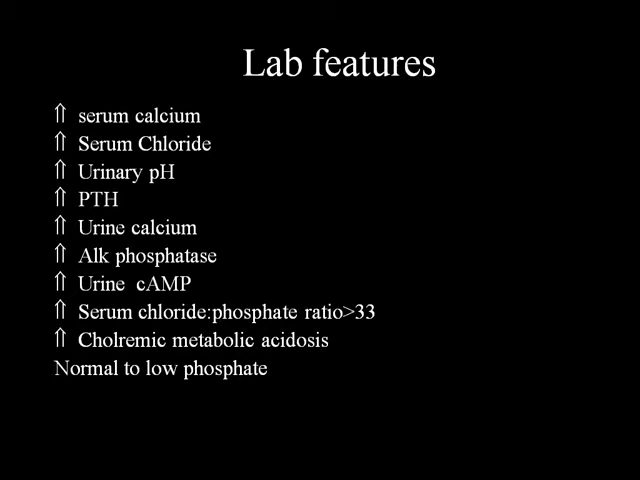 Lab features
⇑ serum calcium
⇑ Serum Chloride
⇑ Urinary pH
⇑ PTH
⇑ Urine calcium
⇑ Alk phosphatase
⇑ Urine cAMP
⇑ Serum chloride:phosphate ratio>33
⇑ Cholremic metabolic acidosis
Normal to low phosphate